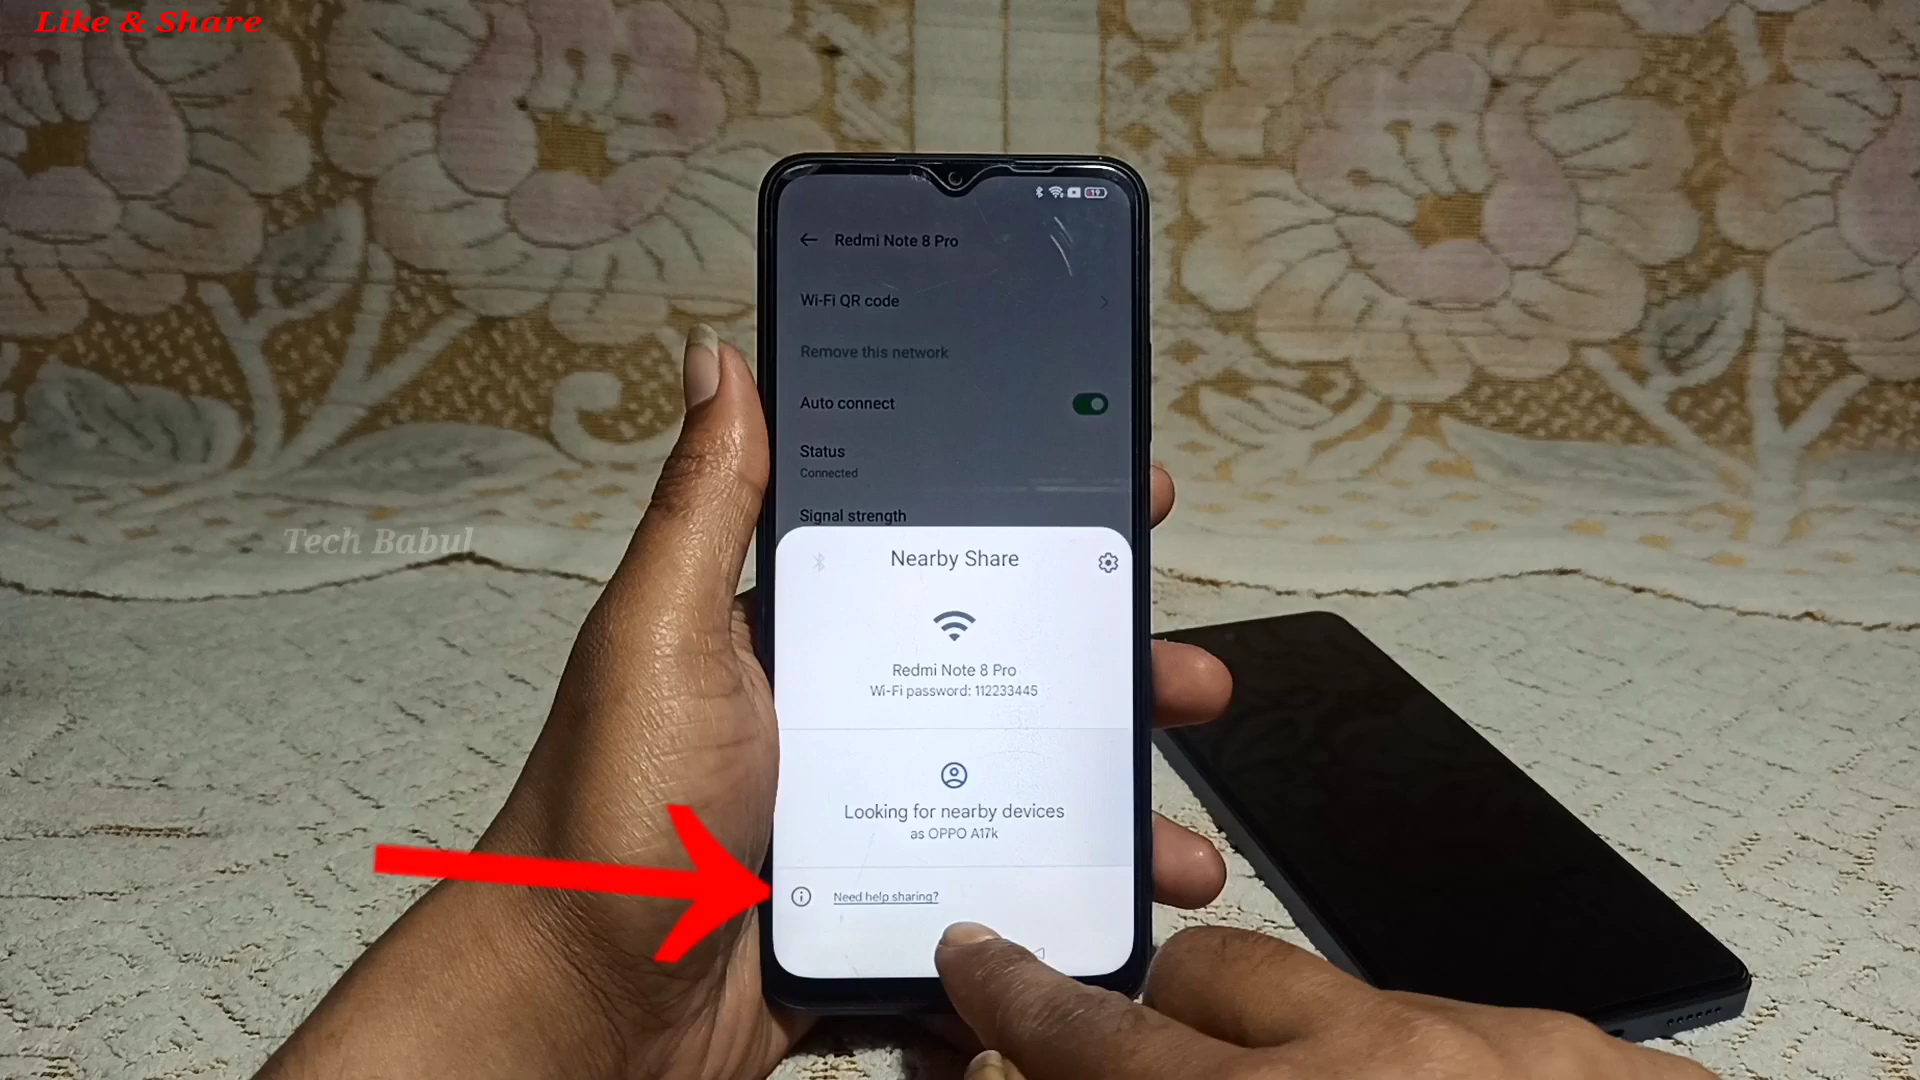 Like & Share
19
Redmi Note 8 Pro
Wi-Fi QR code
Remove this network
Auto connect
Status
Connected
Signal strength
Tech Babul
Nearby Share
Redmi Note 8 Pro
Wi-Fi password: 112233445
Looking for nearby devices
as OPPO A17k
Need help sharing?